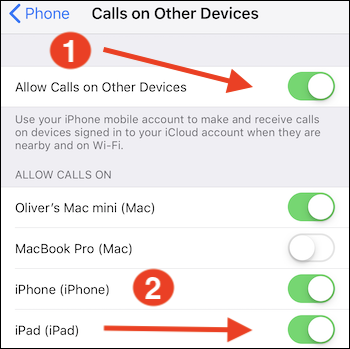 Phone
Calls on Other Devices
1
Allow Calls on Other Devices
Use your iPhone mobile account to make and receive calls
on devices signed in to your iCloud account when they are
nearby and on Wi-Fi.
ALLOW CALLS ON
Oliver's Mac mini (Mac)
MacBook Pro (Mac)
iPhone (iPhone)
2
iPad (iPad)